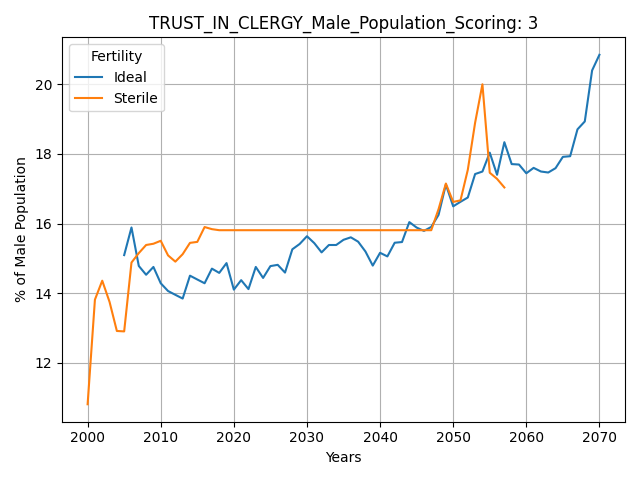 TRUST_IN_CLERGY_Male_Population_Scoring: 3
Fertility
Ideal
Sterile
% of Male Population
20
18
16
14
12
2000 2010 2020 2030 2040 2050 2060 2070
Years